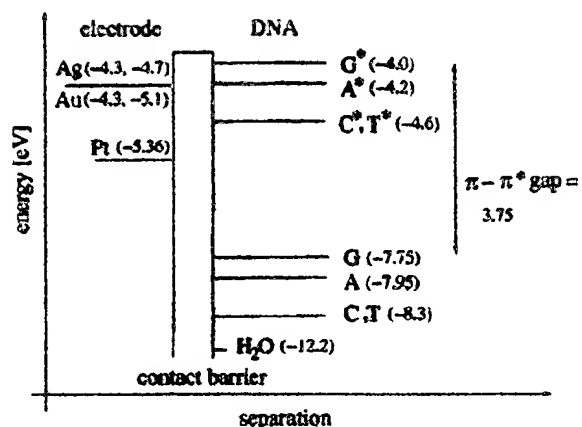 electrode DNA
Ag(-4.3, -4.7)
Au(-4.3, -5.1)
Pt (-5.36)
G* (-4.0)
A* (-4.2)
C*,T* (-4.6)
π - π* gap =
3.75
G (-7.75)
A (-7.95)
C,T (-8.3)
H₂O (-12.2)
contact barrier
energy [eV]
separation